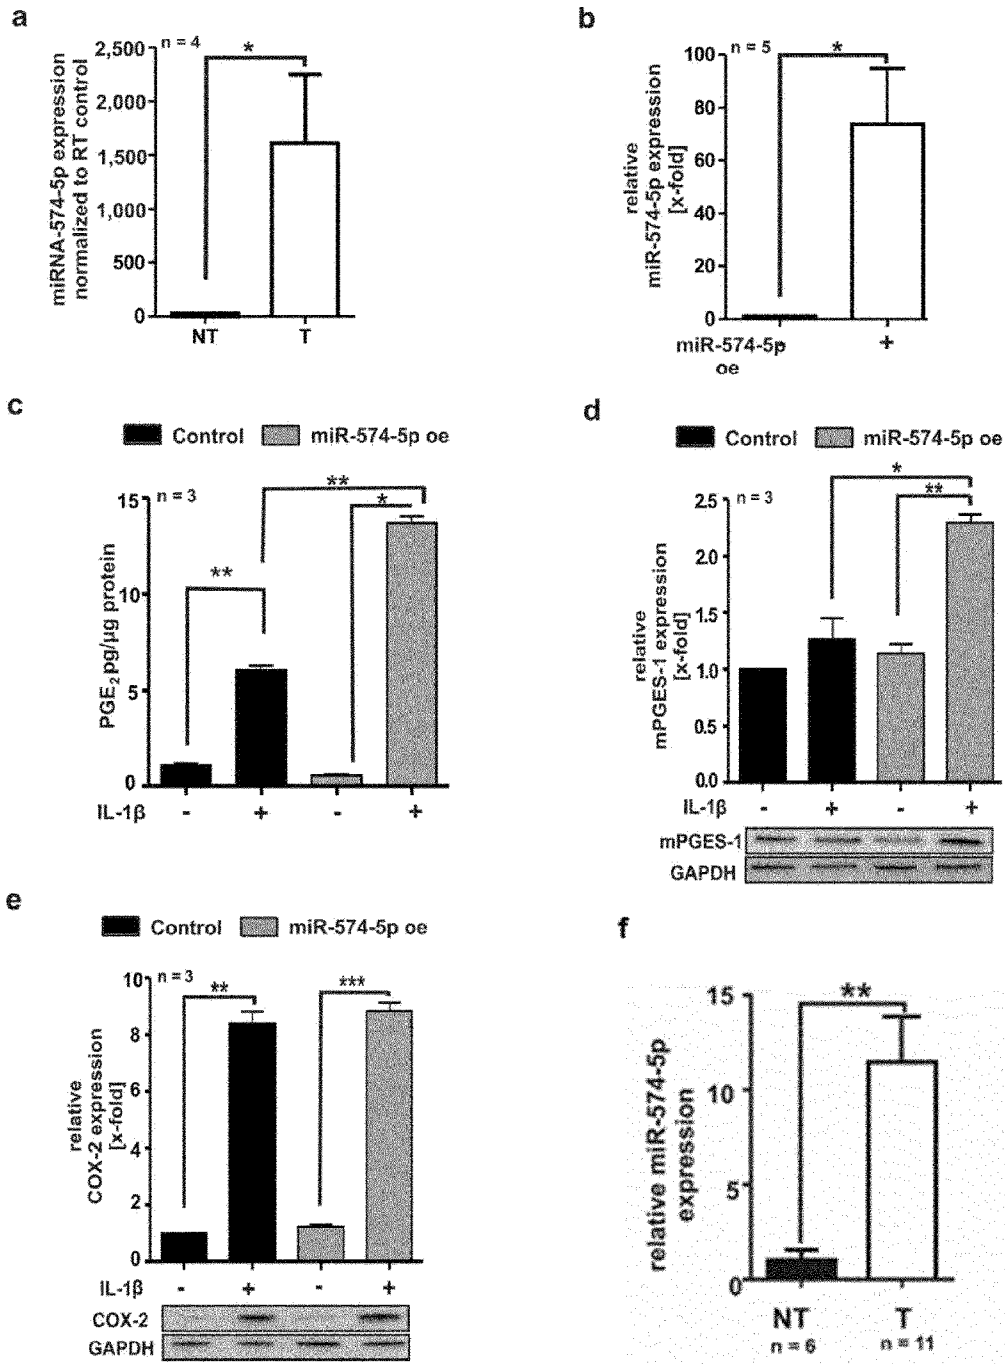 a
n = 4
*
miRNA-574-5p expression
normalized to RT control
2,500
2,000
1,500
1,000
500
0
NT T
b
n = 5
*
relative
miR-574-5p expression
[x-fold]
100
80
60
40
20
0
miR-574-5p - +
oe
c
Control miR-574-5p oe
n = 3
**
*
**
PGE2 pg/µg protein
15
10
5
0
IL-1β - + - +
d
Control miR-574-5p oe
n = 3
*
**
relative
mPGES-1 expression
[x-fold]
2.5
2.0
1.5
1.0
0.5
0.0
IL-1β - + - +
mPGES-1
GAPDH
e
Control miR-574-5p oe
n = 3
** ***
relative
COX-2 expression
[x-fold]
10
8
6
4
2
0
IL-1β - + - +
COX-2
GAPDH
f
**
relative miR-574-5p
expression
15
10
5
0
NT T
n = 6 n = 11